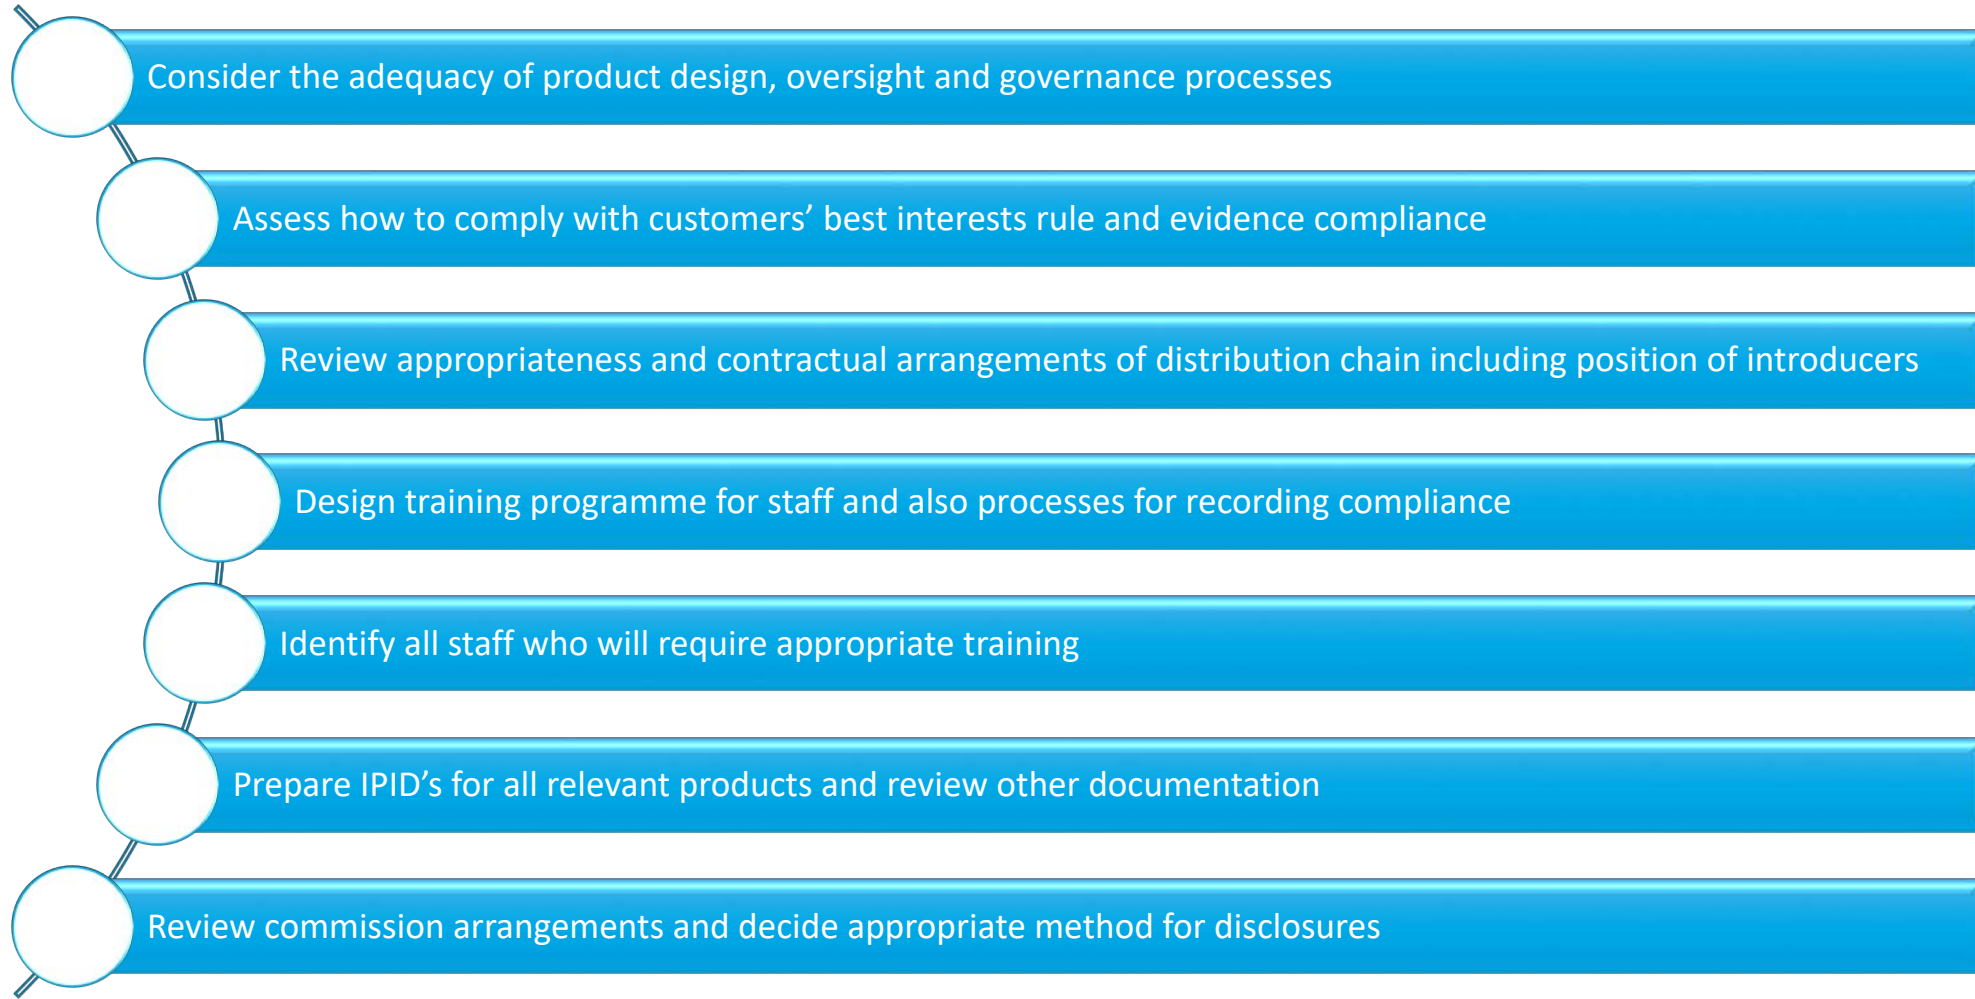 Consider the adequacy of product design, oversight and governance processes
Assess how to comply with customers’ best interests rule and evidence compliance
Review appropriateness and contractual arrangements of distribution chain including position of introducers
Design training programme for staff and also processes for recording compliance
Identify all staff who will require appropriate training
Prepare IPID’s for all relevant products and review other documentation
Review commission arrangements and decide appropriate method for disclosures